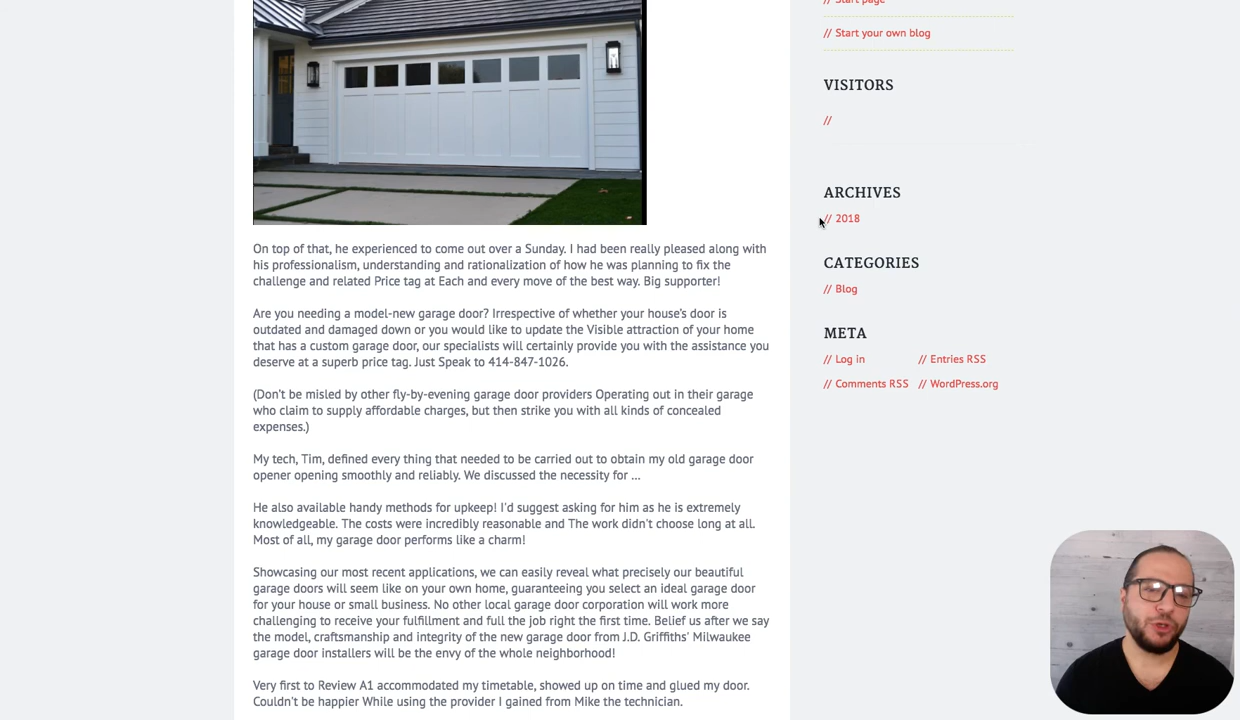 // Start page
// Start your own blog
VISITORS
//
ARCHIVES
// 2018
CATEGORIES
// Blog
META
// Log in
// Entries RSS
// Comments RSS
// WordPress.org
On top of that, he experienced to come out over a Sunday. I had been really pleased along with
his professionalism, understanding and rationalization of how he was planning to fix the
challenge and related Price tag at Each and every move of the best way. Big supporter!
Are you needing a model-new garage door? Irrespective of whether your house's door is
outdated and damaged down or you would like to update the Visible attraction of your home
that has a custom garage door, our specialists will certainly provide you with the assistance you
deserve at a superb price tag. Just Speak to 414-847-1026.
(Don't be misled by other fly-by-evening garage door providers Operating out in their garage
who claim to supply affordable charges, but then strike you with all kinds of concealed
expenses.)
My tech, Tim, defined every thing that needed to be carried out to obtain my old garage door
opener opening smoothly and reliably. We discussed the necessity for ...
He also available handy methods for upkeep! I'd suggest asking for him as he is extremely
knowledgeable. The costs were incredibly reasonable and The work didn't choose long at all.
Most of all, my garage door performs like a charm!
Showcasing our most recent applications, we can easily reveal what precisely our beautiful
garage doors will seem like on your own home, guaranteeing you select an ideal garage door
for your house or small business. No other local garage door corporation will work more
challenging to receive your fulfillment and full the job right the first time. Belief us after we say
the model, craftsmanship and integrity of the new garage door from J.D. Griffiths' Milwaukee
garage door installers will be the envy of the whole neighborhood!
Very first to Review A1 accommodated my timetable, showed up on time and glued my door.
Couldn't be happier While using the provider I gained from Mike the technician.